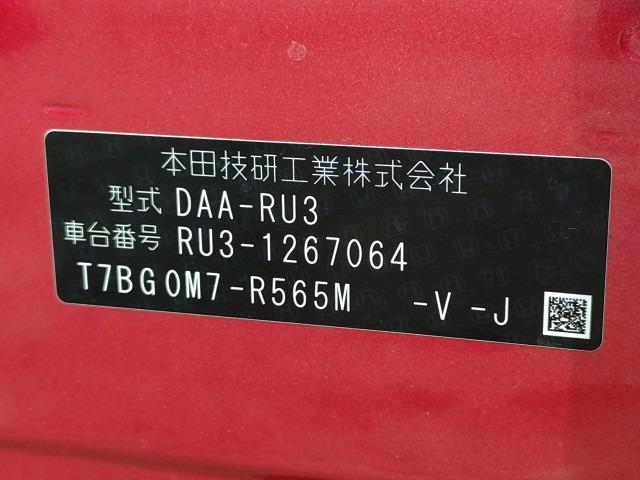 本田技研工業株式会社
型式 DAA-RU3
車台番号 RU3-1267064
T7BG0M7-R565M -V -J